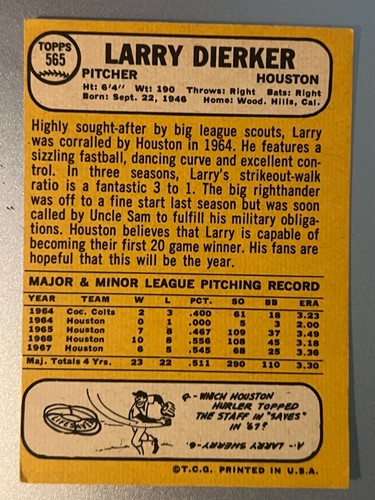 TOPPS
565
LARRY DIERKER
PITCHER HOUSTON
Ht: 6'4" Wt: 190 Throws: Right Bats: Right
Born: Sept. 22, 1946 Home: Wood. Hills, Cal.
Highly sought-after by big league scouts, Larry
was corralled by Houston in 1964. He features a
sizzling fastball, dancing curve and excellent con-
trol. In three seasons, Larry's strikeout-walk
ratio is a fantastic 3 to 1. The big righthander
was off to a fine start last season but was soon
called by Uncle Sam to fulfill his military obliga-
tions. Houston believes that Larry is capable of
becoming their first 20 game winner. His fans are
hopeful that this will be the year.
MAJOR & MINOR LEAGUE PITCHING RECORD
YEAR TEAM W L PCT. SO BB ERA
1964 Coc. Colts 2 3 .400 61 18 3.23
1964 Houston 0 1 .000 5 3 2.00
1965 Houston 7 8 .467 109 37 3.49
1966 Houston 10 8 .556 108 45 3.18
1967 Houston 6 5 .545 68 25 3.36
Maj. Totals 4 Yrs. 23 22 .511 290 110 3.30
LIFE SAVER
Q- WHICH HOUSTON
HURLER TOPPED
THE STAFF IN "SAVES"
IN '67?
A-- LARRY SHERRY-6.
©T.C.G. PRINTED IN U.S.A.